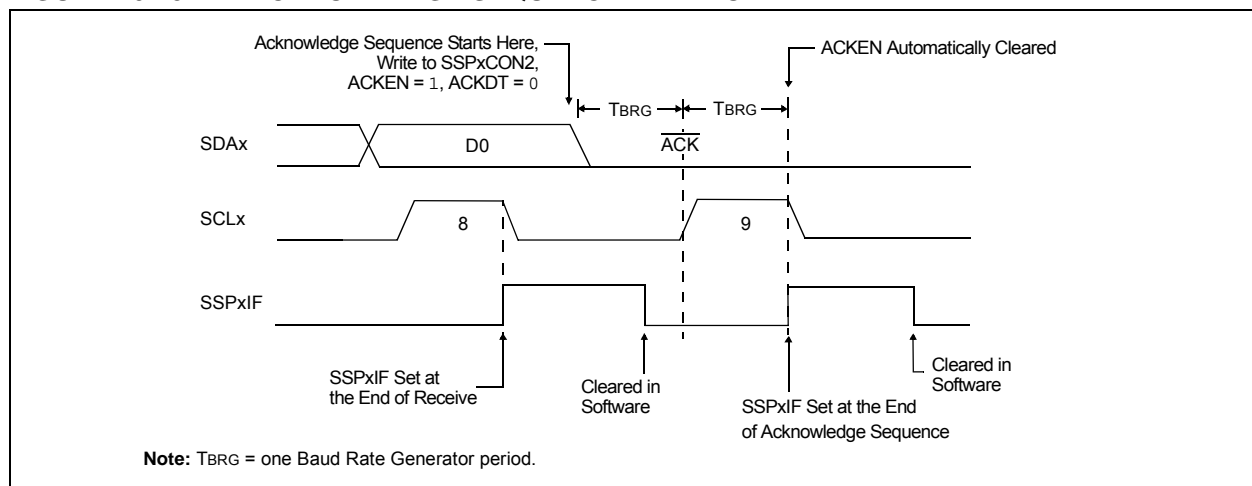 Acknowledge Sequence Starts Here,
Write to SSPxCON2,
ACKEN = 1, ACKDT = 0
ACKEN Automatically Cleared
TBRG
TBRG
SDAx
D0
ACK
SCLx
8
9
SSPxIF
SSPxIF Set at
the End of Receive
Cleared in
Software
SSPxIF Set at the End
of Acknowledge Sequence
Cleared in
Software
Note: TBRG = one Baud Rate Generator period.